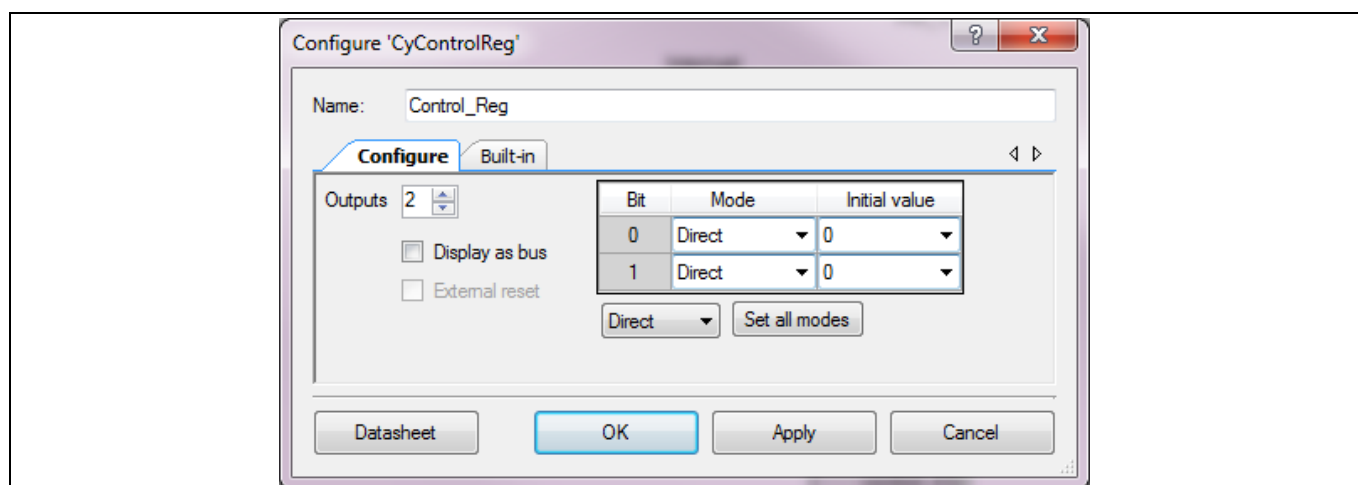 Configure 'CyControlReg'
Name: Control_Reg
Configure Built-in
Outputs 2
Display as bus
External reset
Bit Mode Initial value
0 Direct 0
1 Direct 0
Direct Set all modes
Datasheet OK Apply Cancel